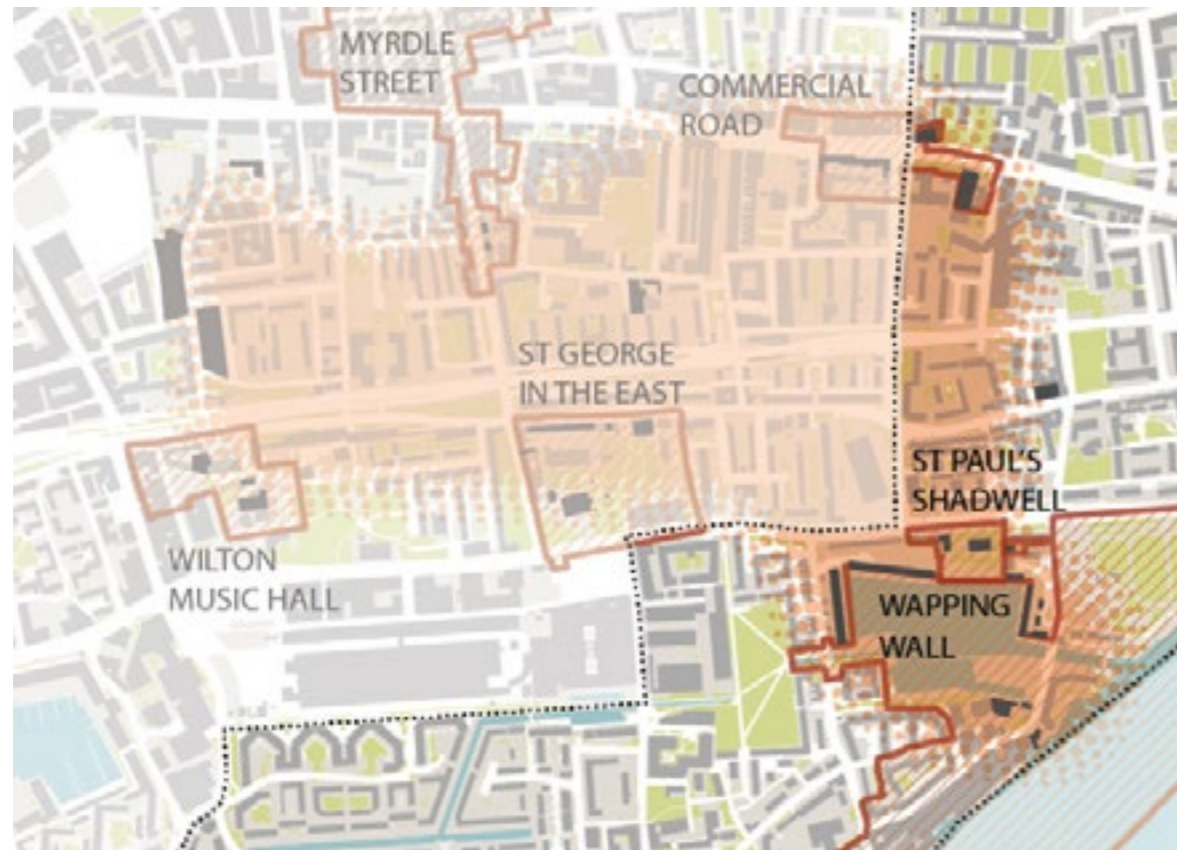 MYRDLE
STREET
COMMERCIAL
ROAD
ST GEORGE
IN THE EAST
ST PAUL'S
SHADWELL
WILTON
MUSIC HALL
WAPPING
WALL